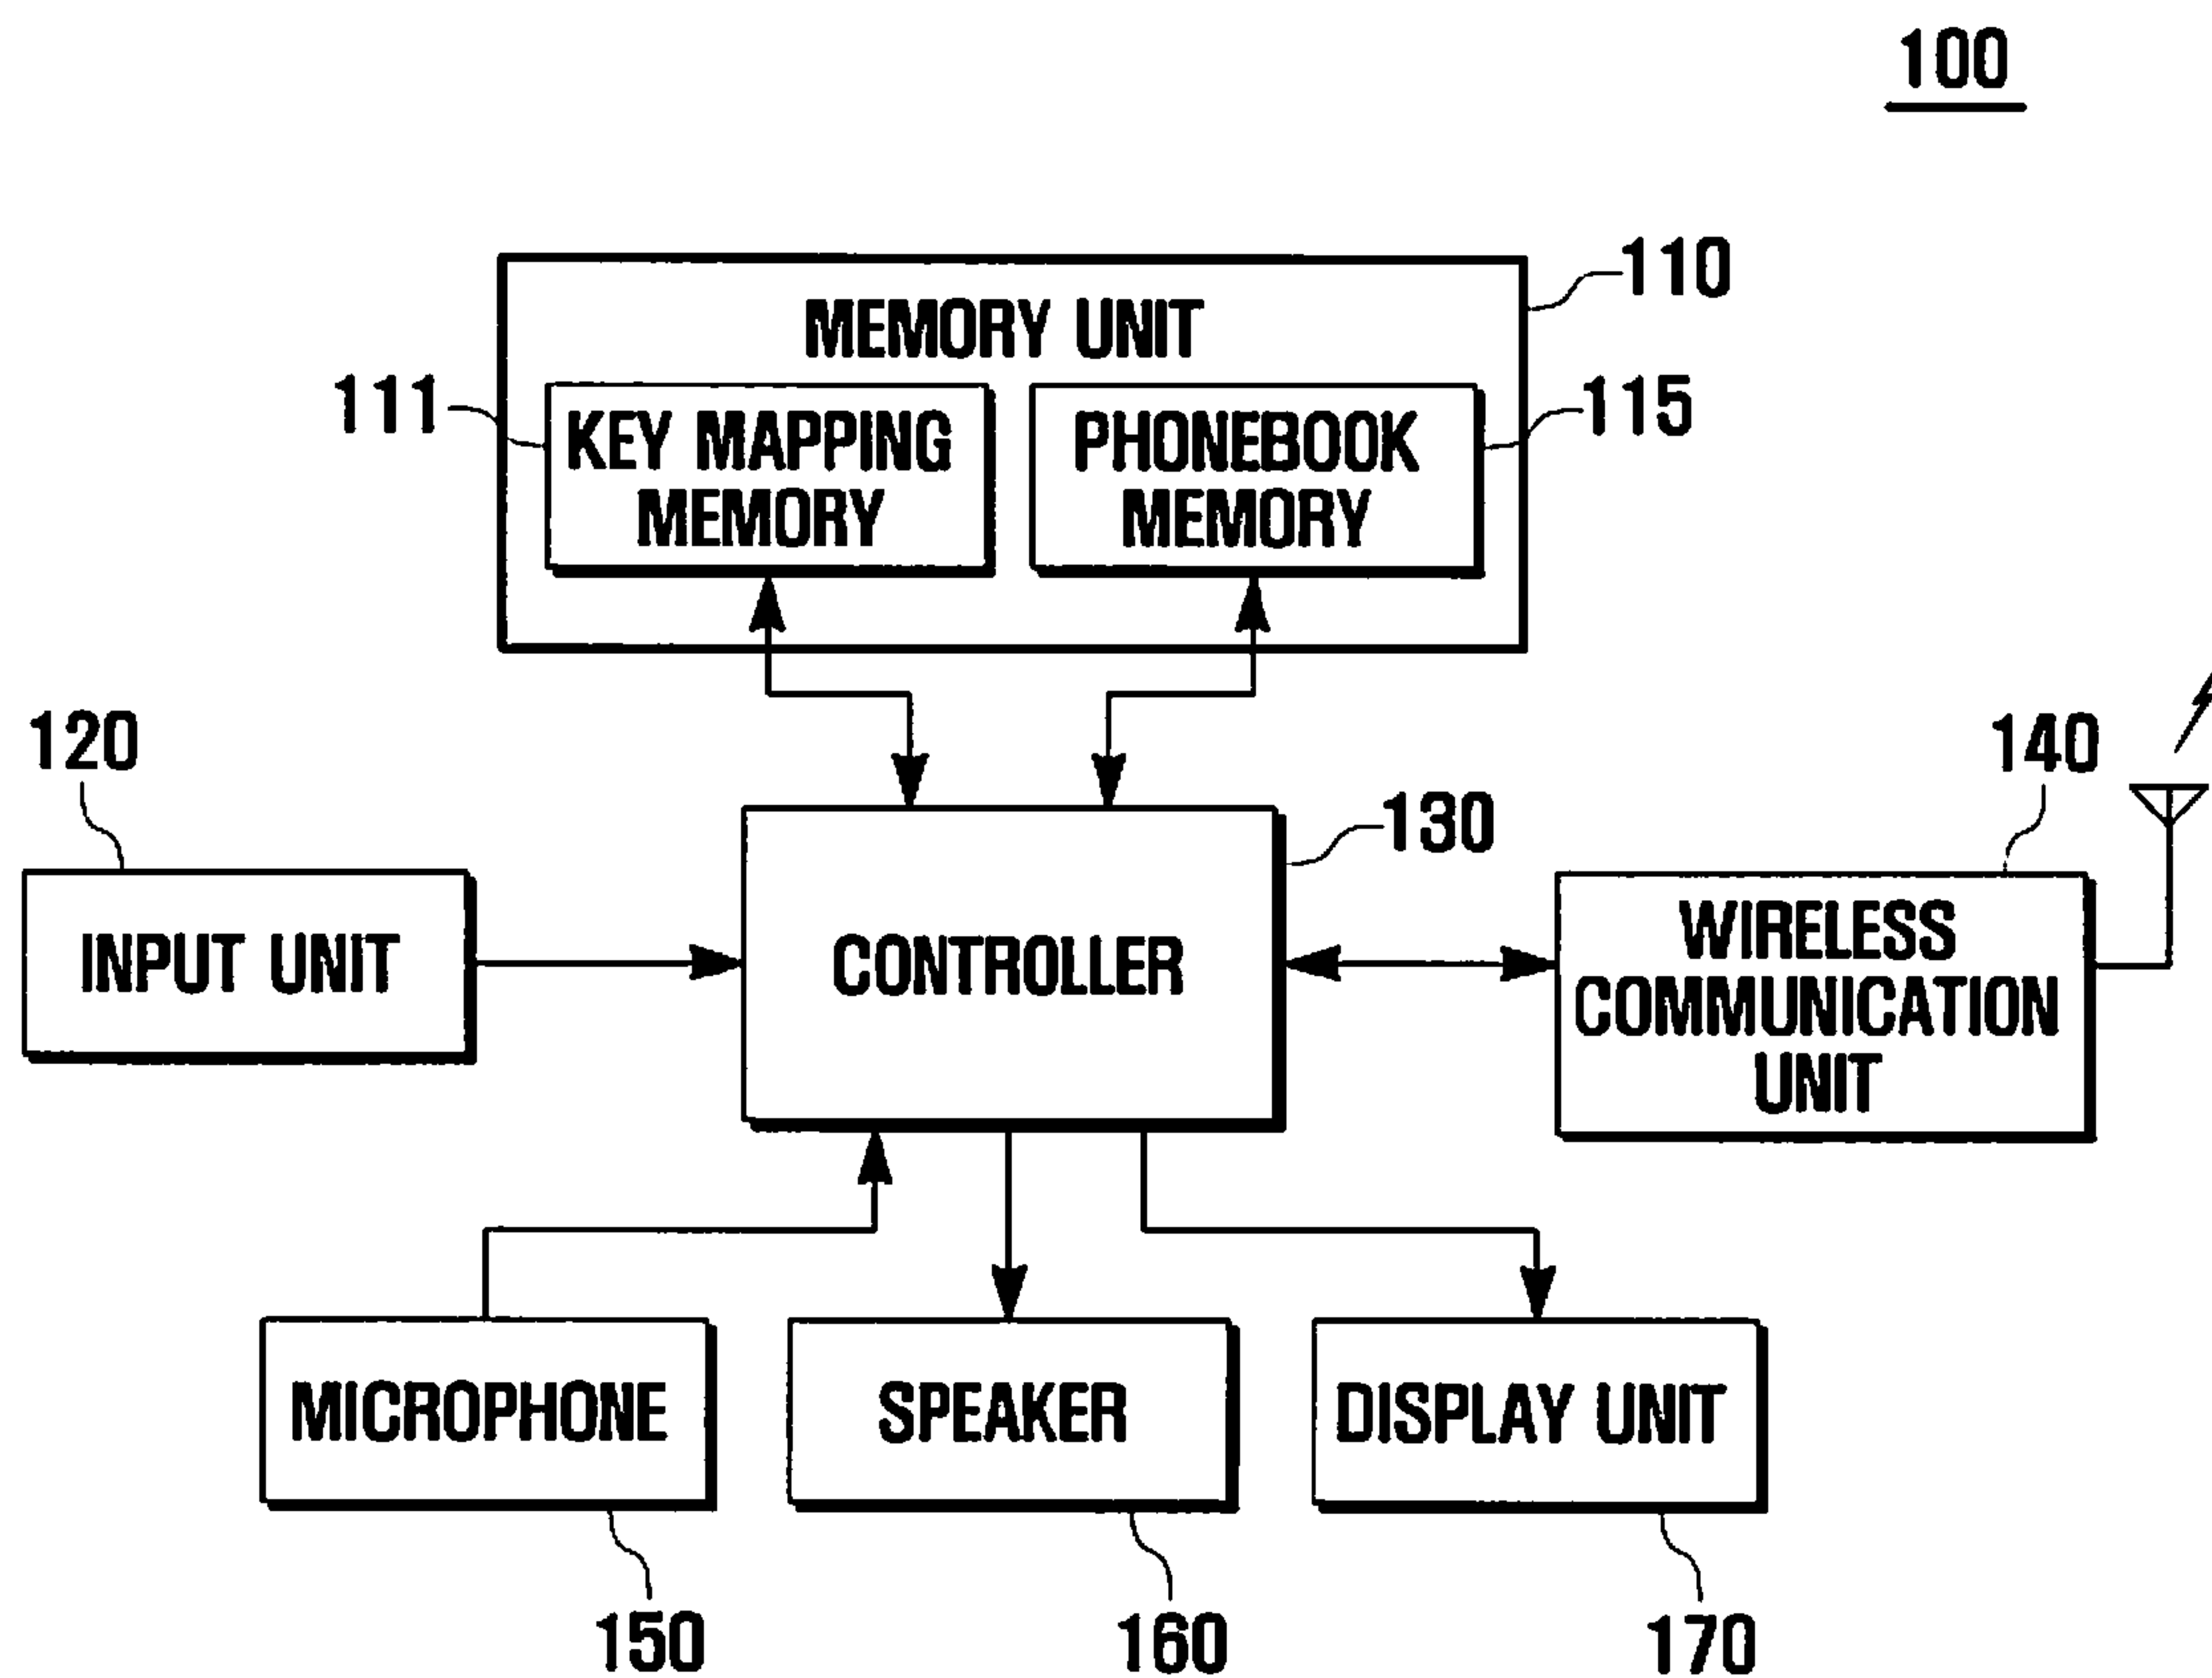 100
110
MEMORY UNIT
111
115
KEY MAPPING
MEMORY
PHONEBOOK
MEMORY
120
140
130
INPUT UNIT
CONTROLLER
WIRELESS
COMMUNICATION
UNIT
MICROPHONE
SPEAKER
DISPLAY UNIT
150
160
170